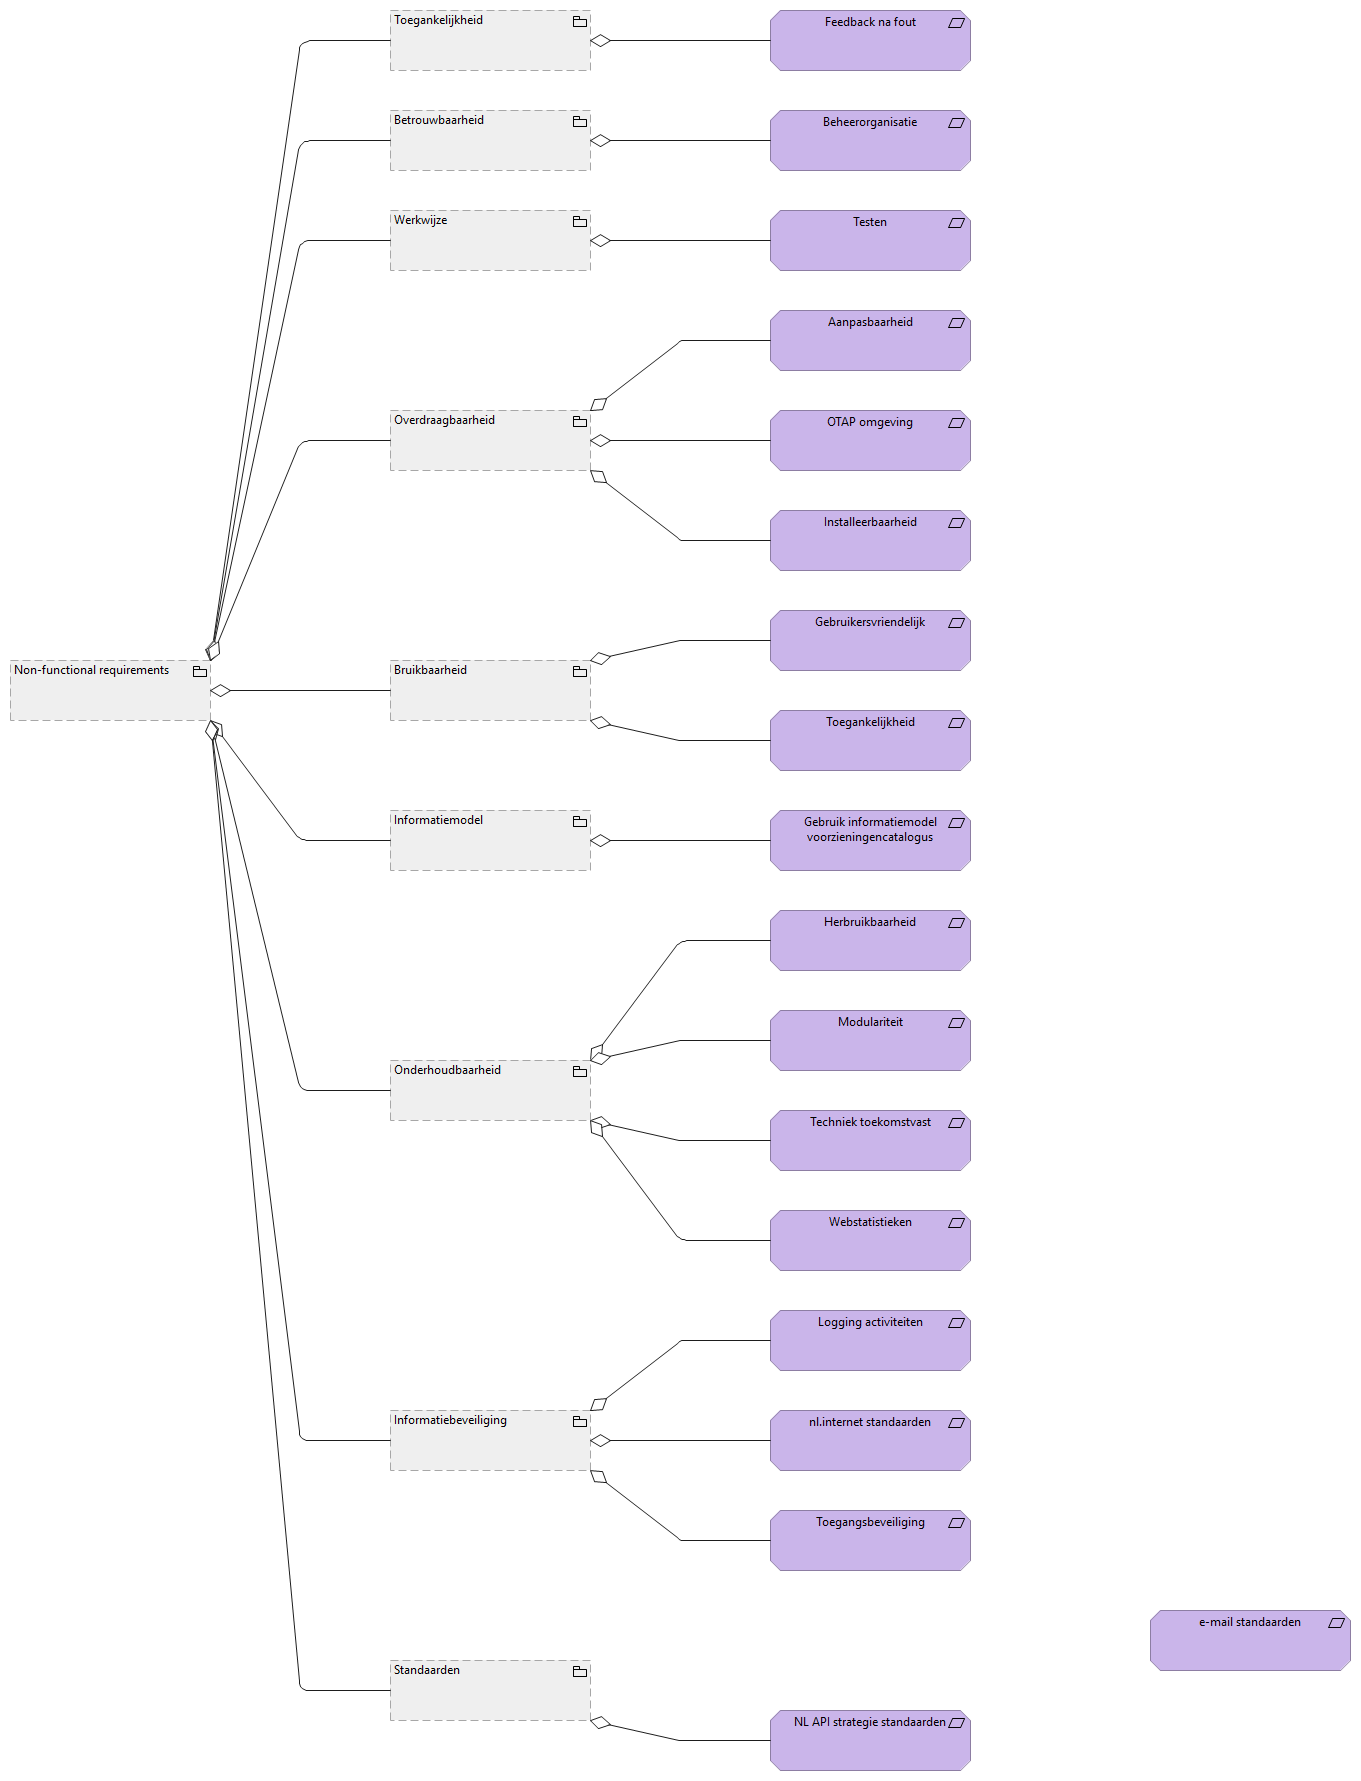 Toegankelijkheid
Feedback na fout
Betrouwbaarheid
Beheerorganisatie
Werkwijze
Testen
Aanpasbaarheid
Overdraagbaarheid
OTAP omgeving
Installeerbaarheid
Gebruikersvriendelijk
Non-functional requirements
Bruikbaarheid
Toegankelijkheid
Informatiemodel
Gebruik informatiemodel
voorzieningencatalogus
Herbruikbaarheid
Modulariteit
Onderhoudbaarheid
Techniek toekomstvast
Webstatistieken
Logging activiteiten
Informatiebeveiliging
nl.internet standaarden
Toegangsbeveiliging
e-mail standaarden
Standaarden
NL API strategie standaarden